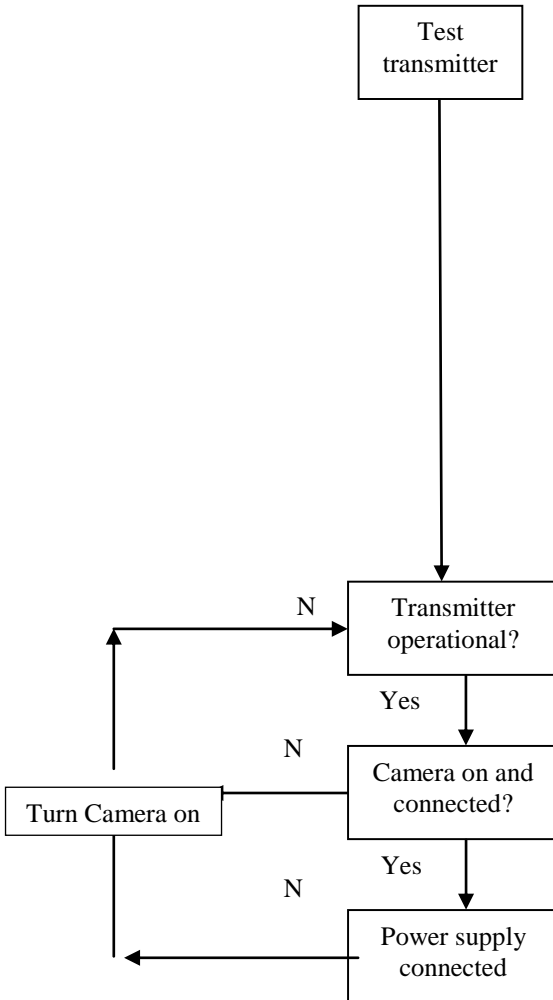 Test
transmitter
N
Transmitter
operational?
Yes
N
Camera on and
connected?
Turn Camera on
Yes
N
Power supply
connected